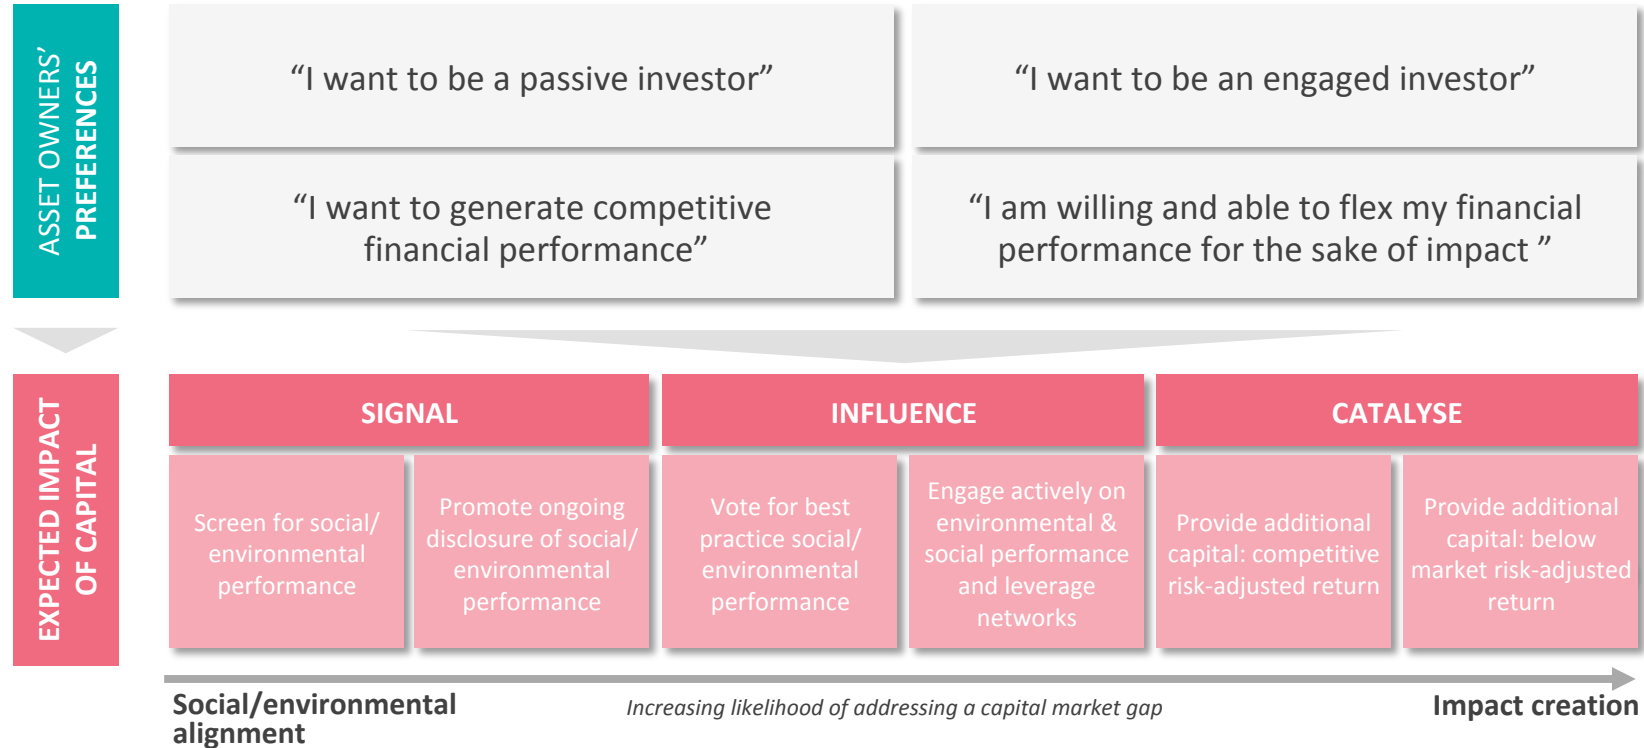 ASSET OWNERS’
PREFERENCES
“I want to be a passive investor”
“I want to be an engaged investor”
“I want to generate competitive
financial performance”
“I am willing and able to flex my financial
performance for the sake of impact ”
EXPECTED IMPACT
OF CAPITAL
SIGNAL
INFLUENCE
CATALYSE
Screen for social/
environmental
performance
Promote ongoing
disclosure of social/
environmental
performance
Vote for best
practice social/
environmental
performance
Engage actively on
environmental &
social performance
and leverage
networks
Provide additional
capital: competitive
risk-adjusted return
Provide additional
capital: below
market risk-adjusted
return
Social/environmental
alignment
Increasing likelihood of addressing a capital market gap
Impact creation